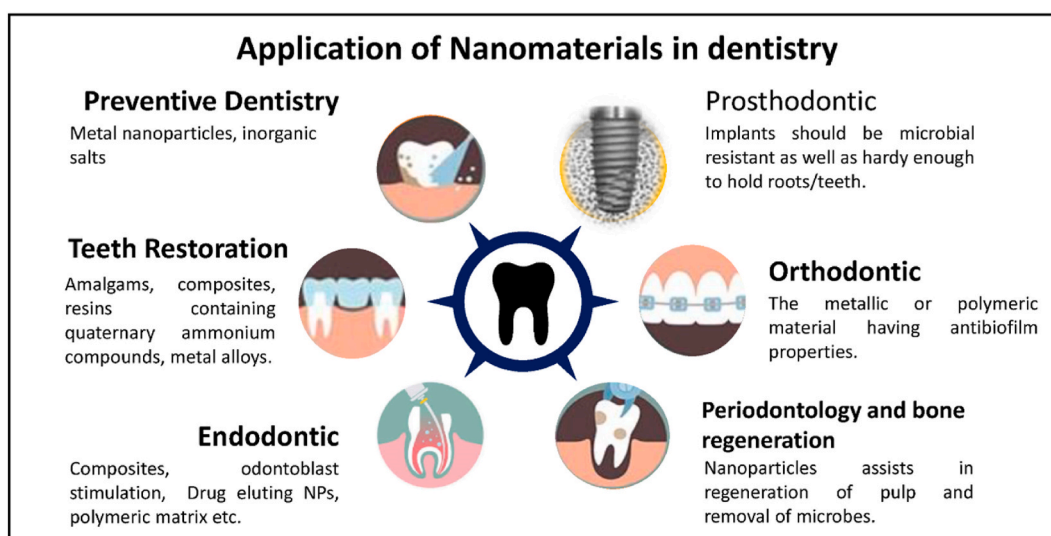 Application of Nanomaterials in dentistry
Preventive Dentistry
Metal nanoparticles, inorganic
salts
Prosthodontic
Implants should be microbial
resistant as well as hardy enough
to hold roots/teeth.
Teeth Restoration
Amalgams, composites,
resins containing
quaternary ammonium
compounds, metal alloys.
Orthodontic
The metallic or polymeric
material having antibiofilm
properties.
Endodontic
Composites, odontoblast
stimulation, Drug eluting NPs,
polymeric matrix etc.
Periodontology and bone
regeneration
Nanoparticles assists in
regeneration of pulp and
removal of microbes.